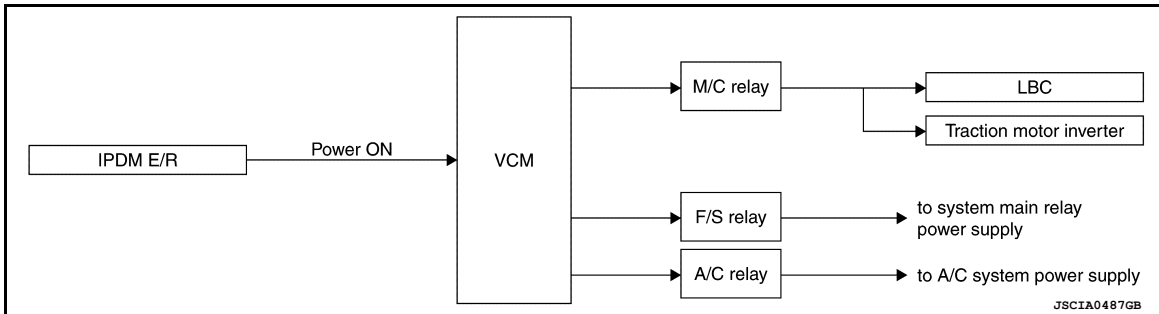 M/C relay
LBC
Traction motor inverter
IPDM E/R
Power ON
VCM
F/S relay
to system main relay
power supply
A/C relay
to A/C system power supply
JSCIA0487GB